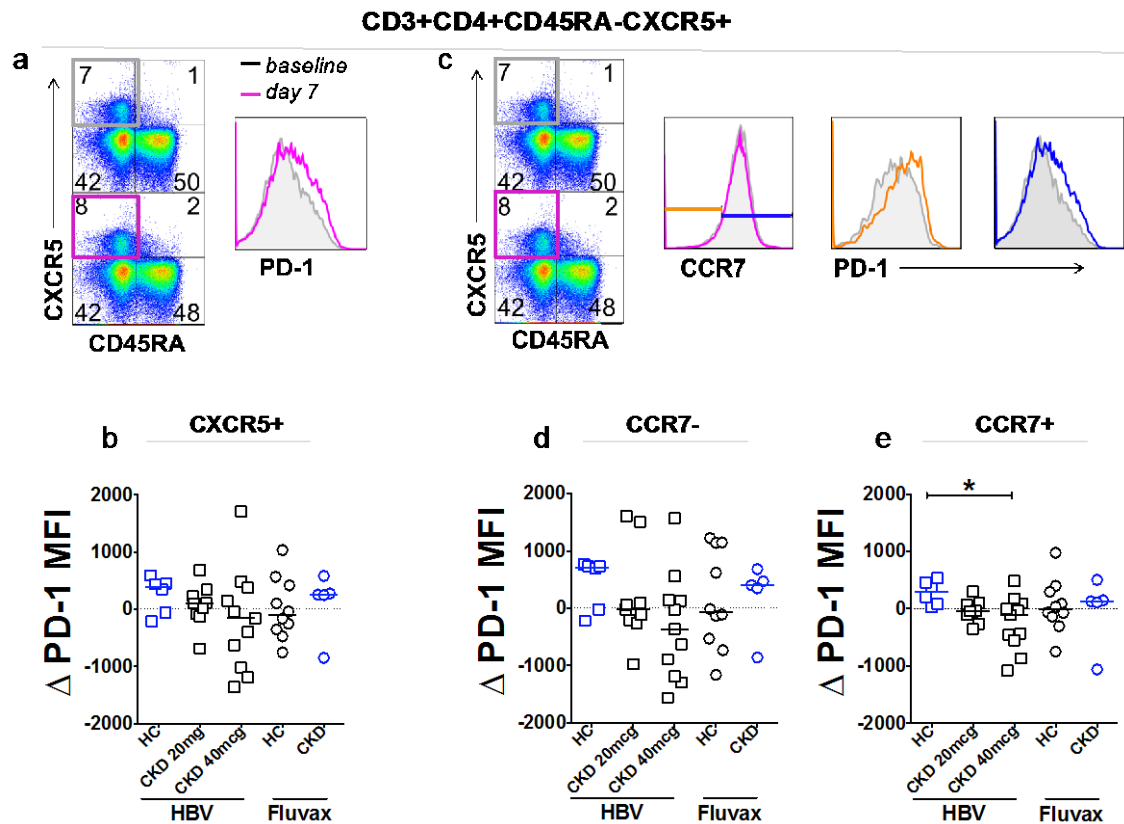 CD3+CD4+CD45RA-CXCR5+
a
7
1
42
50
8
2
42
48
CXCR5
CD45RA
baseline
day 7
PD-1
c
7
1
42
50
8
2
42
48
CXCR5
CD45RA
CCR7
PD-1
b
CXCR5+
Δ PD-1 MFI
2000
1000
0
-1000
-2000
HC
CKD 20mg
CKD 40mcg
HC
CKD
HBV
Fluvax
d
CCR7-
Δ PD-1 MFI
2000
1000
0
-1000
-2000
HC
CKD 20mcg
CKD 40mcg
HC
CKD
HBV
Fluvax
e
CCR7+
*
Δ PD-1 MFI
2000
1000
0
-1000
-2000
HC
CKD 20mcg
CKD 40mcg
HC
CKD
HBV
Fluvax